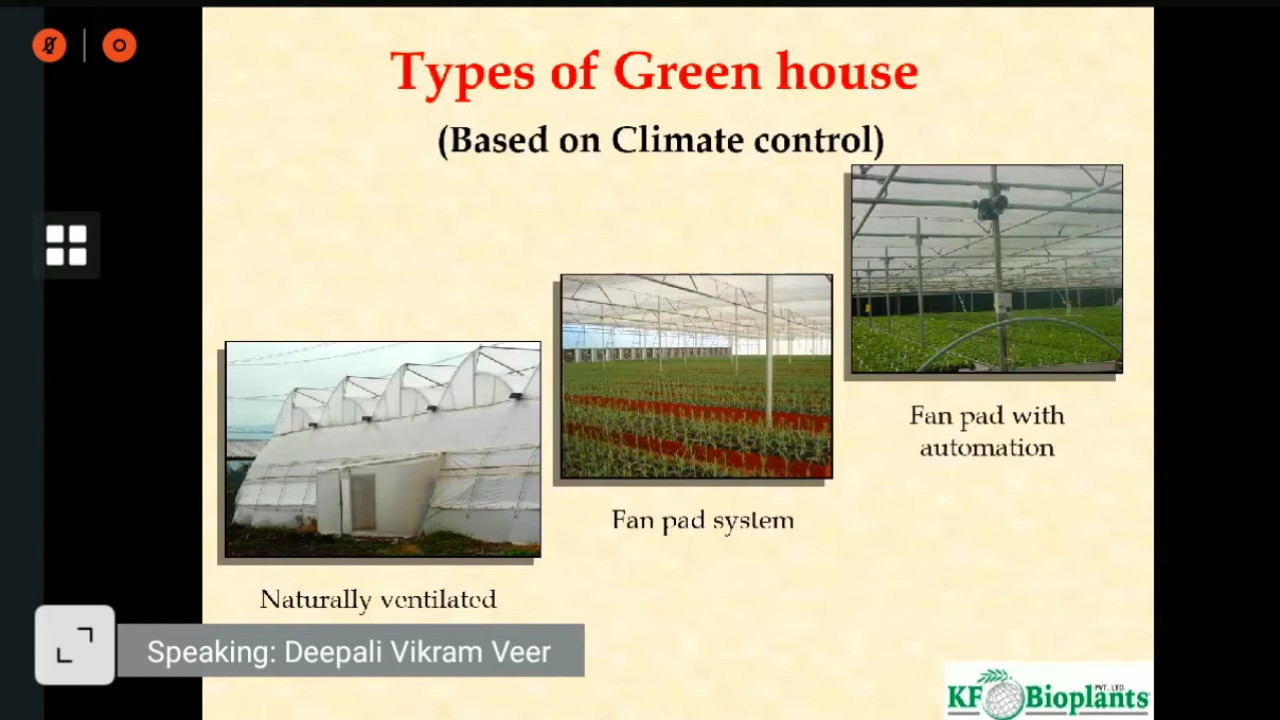 Types of Green house
(Based on Climate control)
Fan pad with
automation
Fan pad system
Naturally ventilated
Speaking: Deepali Vikram Veer
KF Bioplants
PVT. LTD